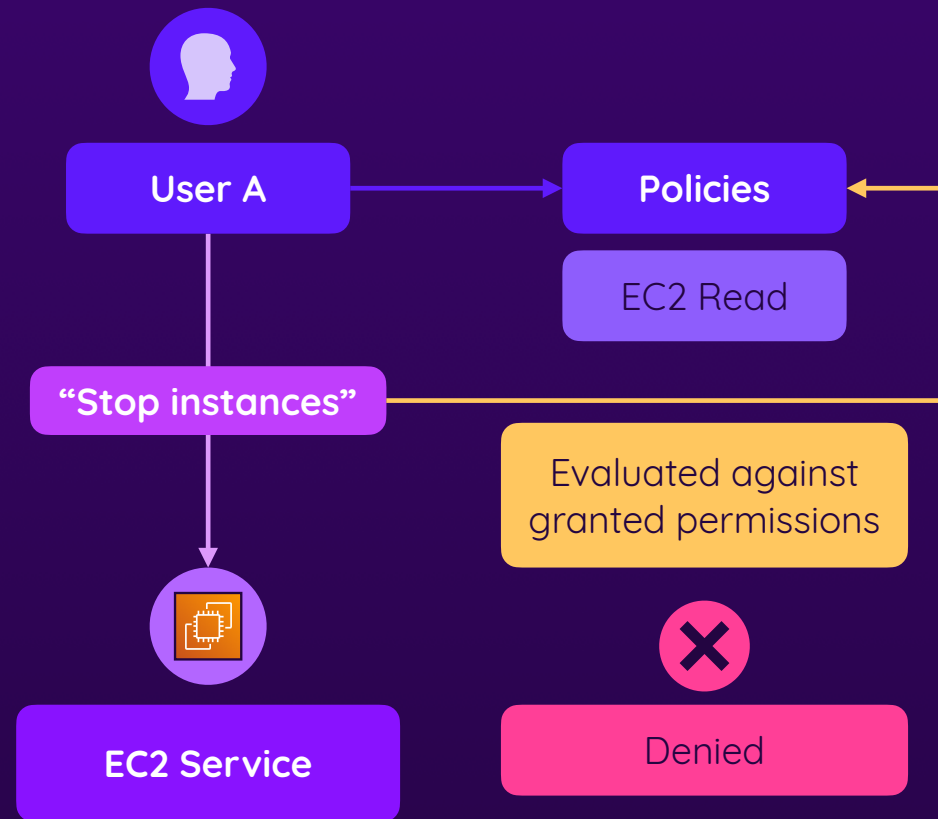 User A
Policies
EC2 Read
“Stop instances”
Evaluated against
granted permissions
Denied
EC2 Service